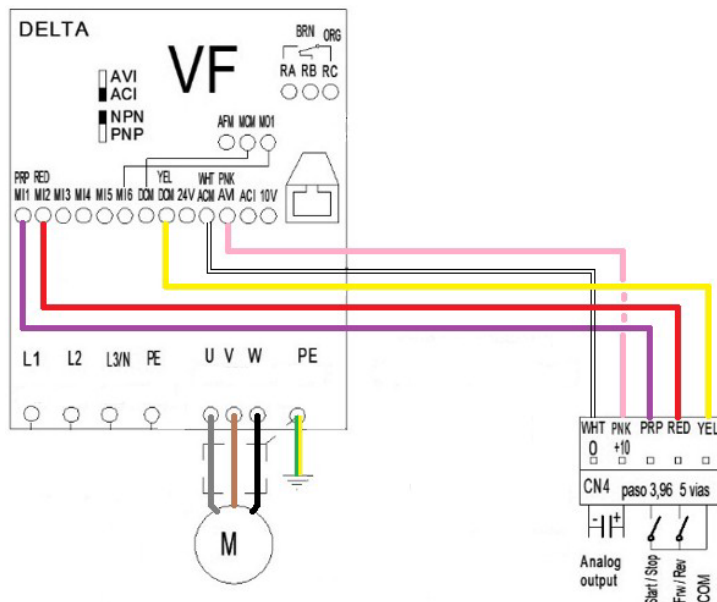 DELTA
VF
BRN ORG
RA RB RC
AVI
ACI
NPN
PNP
AFM MCM MO1
PRP RED YEL WHT PNK
MI1 MI2 MI3 MI4 MI5 MI6 DCM DCM 24V ACM AVI ACI 10V
L1 L2 L3/N PE U V W PE
M
WHT PNK PRP RED YEL
0 +10
CN4 paso 3,96 5 vias
- +
Analog
output
Start / Stop
Frw / Rev
COM